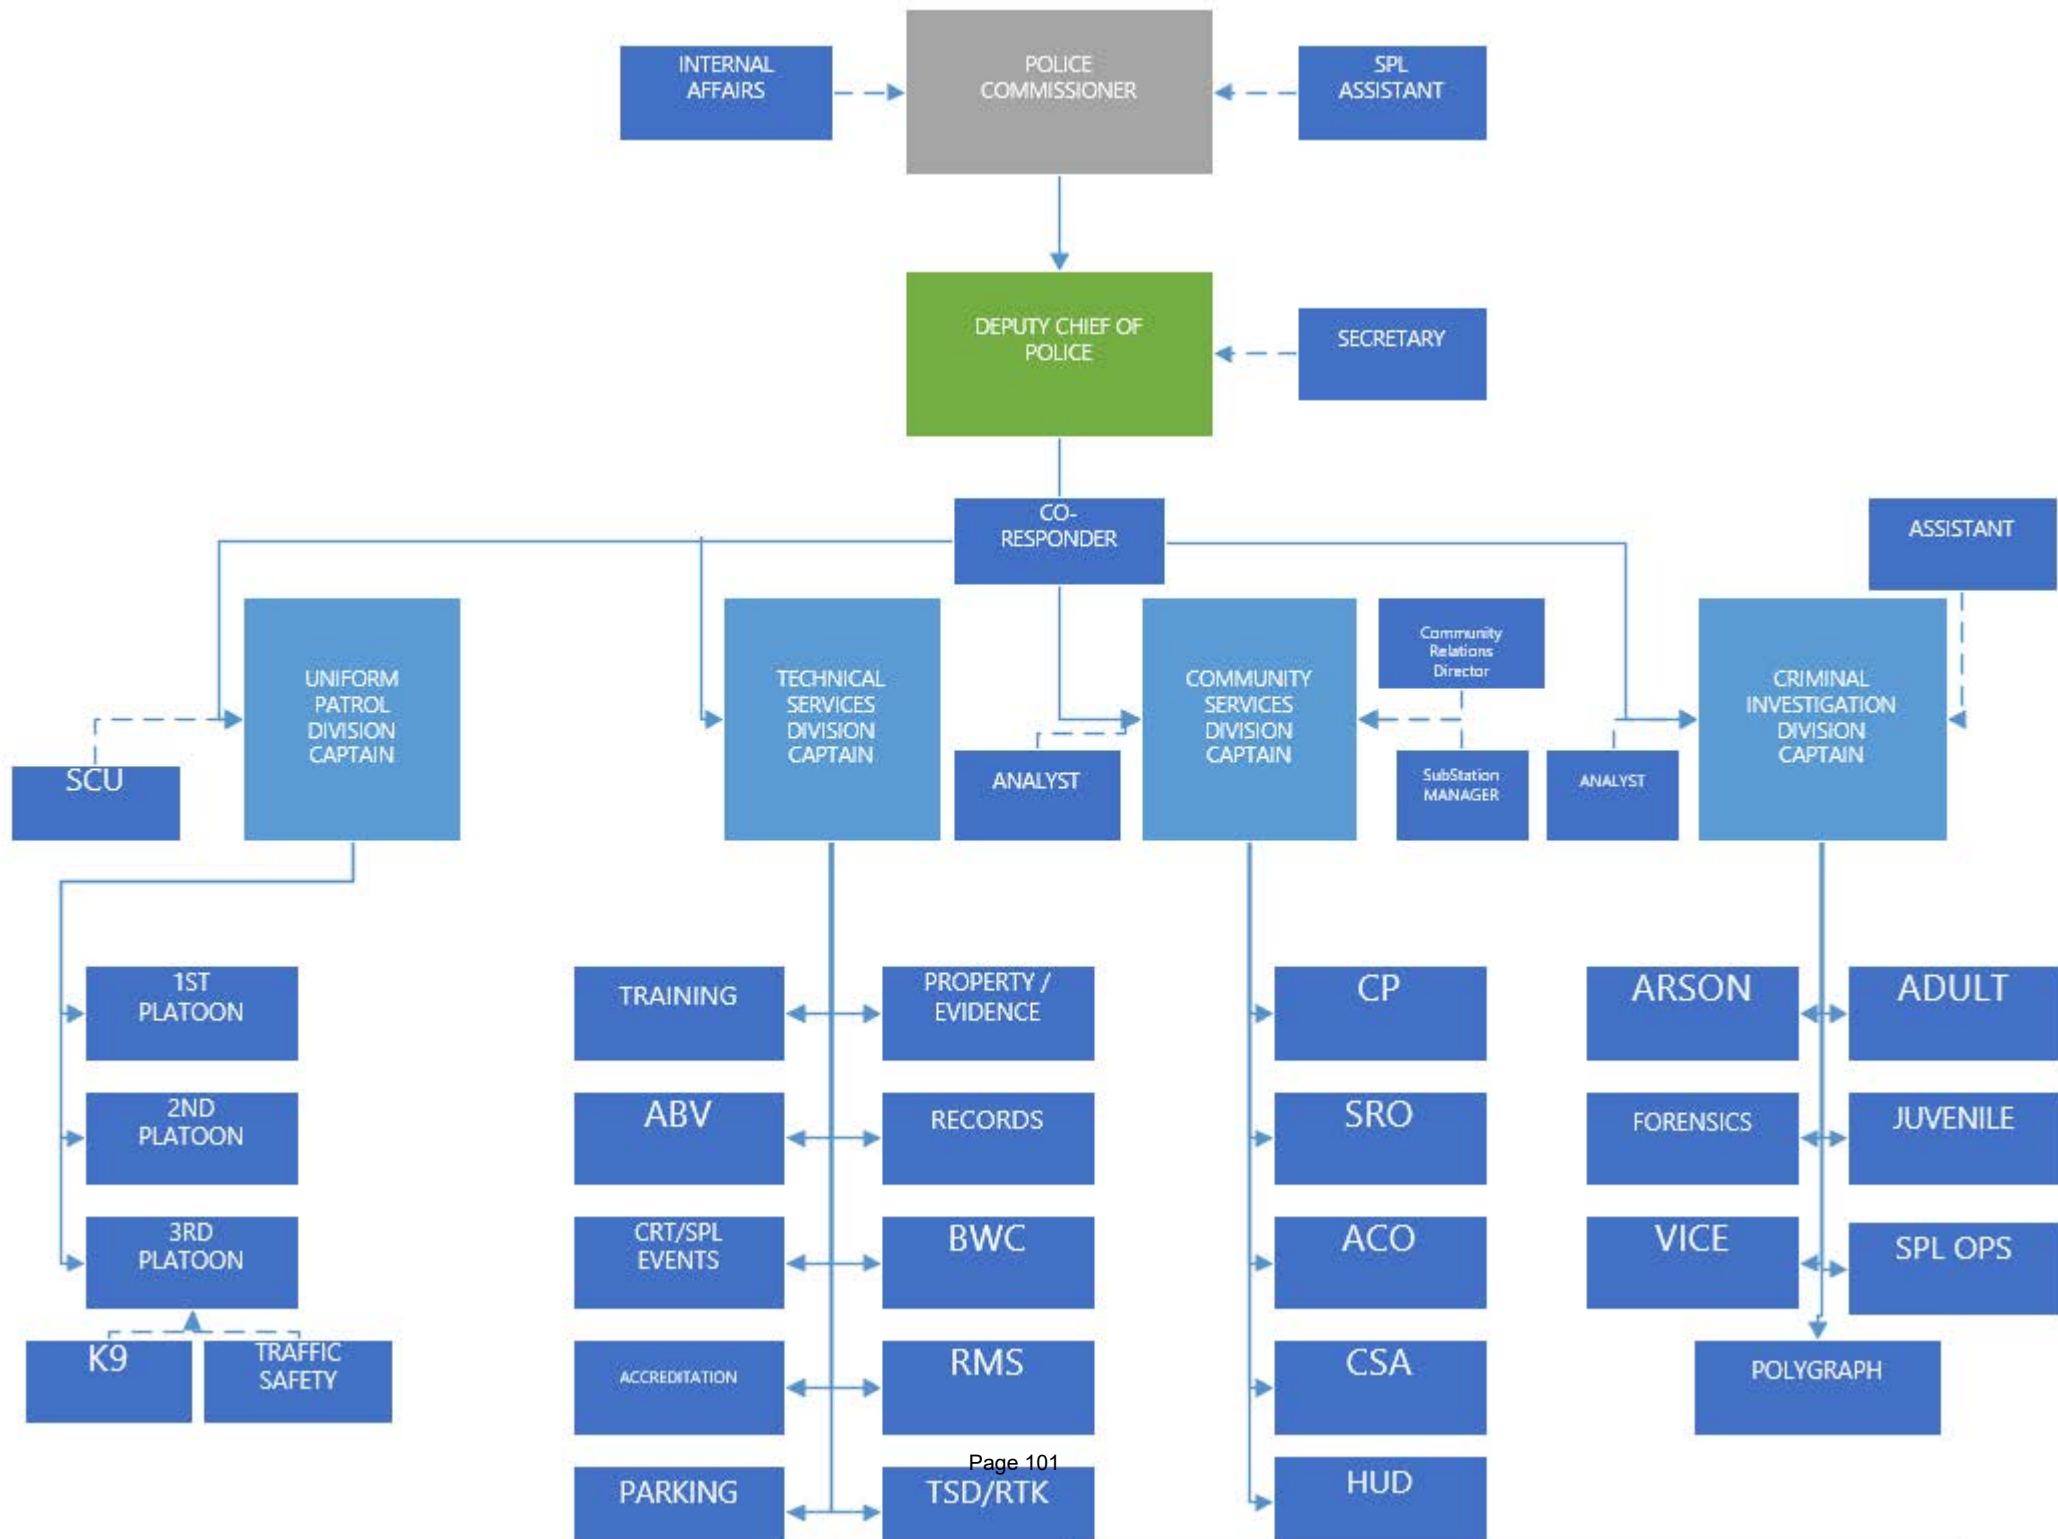 INTERNAL
AFFAIRS
POLICE
COMMISSIONER
SPL
ASSISTANT
DEPUTY CHIEF OF
POLICE
SECRETARY
CO-
RESPONDER
ASSISTANT
UNIFORM
PATROL
DIVISION
CAPTAIN
TECHNICAL
SERVICES
DIVISION
CAPTAIN
COMMUNITY
SERVICES
DIVISION
CAPTAIN
Community
Relations
Director
CRIMINAL
INVESTIGATION
DIVISION
CAPTAIN
SCU
ANALYST
SubStation
MANAGER
ANALYST
1ST
PLATOON
2ND
PLATOON
3RD
PLATOON
K9
TRAFFIC
SAFETY
TRAINING
PROPERTY /
EVIDENCE
ABV
RECORDS
CRT/SPL
EVENTS
BWC
ACCREDITATION
RMS
PARKING
TSD/RTK
CP
SRO
ACO
CSA
HUD
ARSON
ADULT
FORENSICS
JUVENILE
VICE
SPL OPS
POLYGRAPH
Page 101